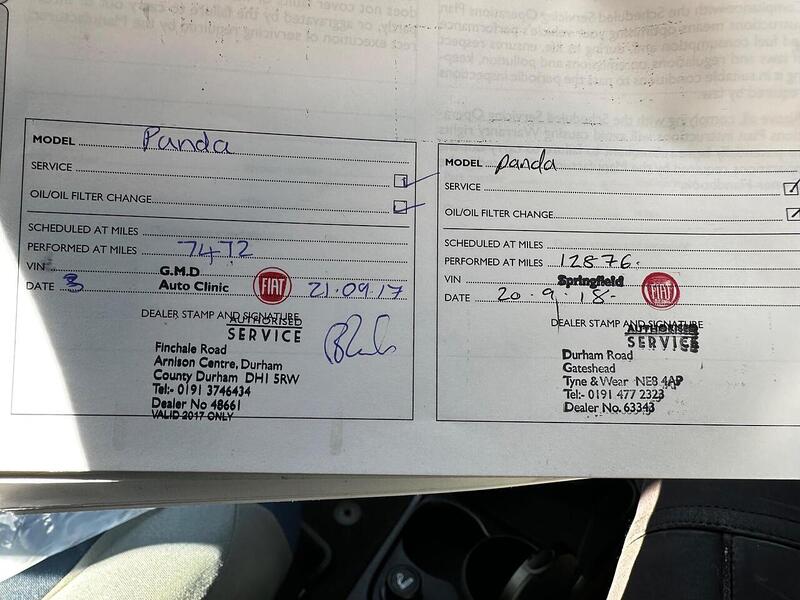 MODEL Panda
SERVICE
OIL/OIL FILTER CHANGE
SCHEDULED AT MILES
PERFORMED AT MILES 7472
VIN
DATE
G.M.D
Auto Clinic
FIAT
21.09.17
DEALER STAMP AND SIGNATURE
AUTHORISED
SERVICE
Finchale Road
Arnison Centre, Durham
County Durham DH1 5RW
Tel:- 0191 3746434
Dealer No 48661
VALID 2017 ONLY
MODEL panda
SERVICE
OIL/OIL FILTER CHANGE
SCHEDULED AT MILES
PERFORMED AT MILES 12876.
VIN Springfield
FIAT
DATE 20.9.18.
DEALER STAMP AND SIGNATURE
AUTHORISED
SERVICE
Durham Road
Gateshead
Tyne & Wear NE8 4AP
Tel:- 0191 477 2323
Dealer No. 63343